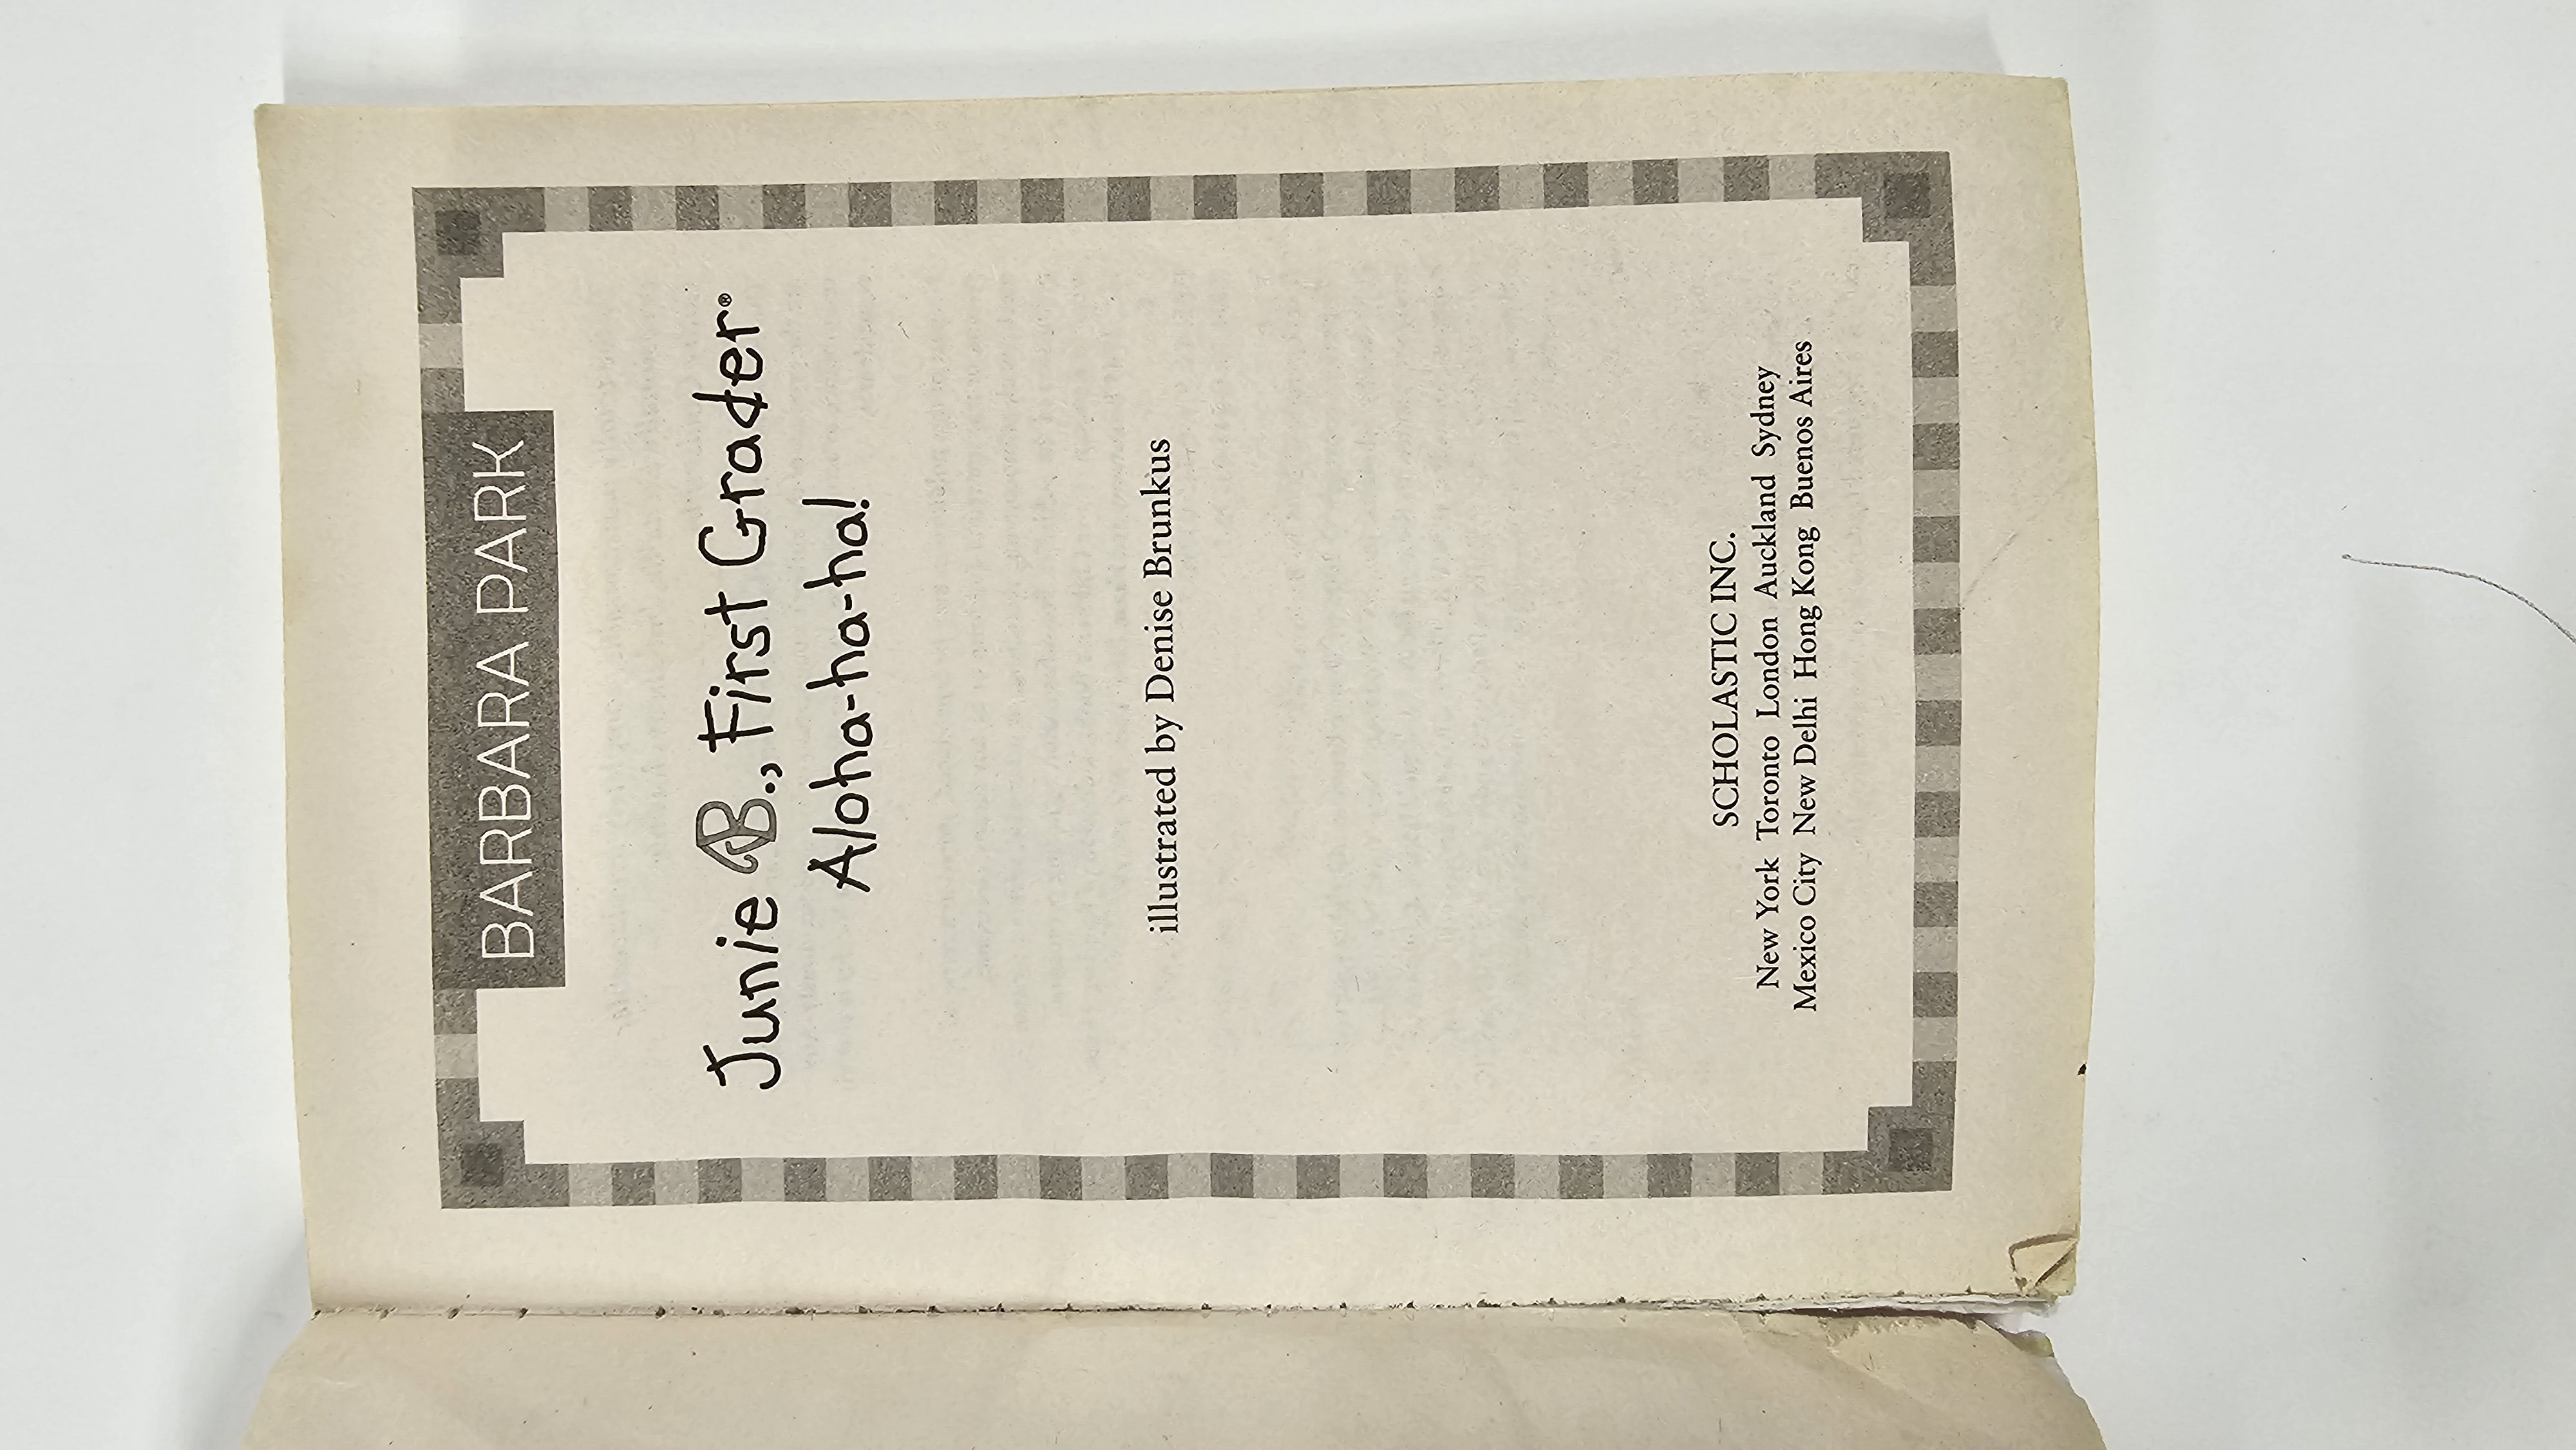 BARBARA PARK
Junie B., First Grader®
Aloha-ha-ha!
illustrated by Denise Brunkus
SCHOLASTIC INC.
New York Toronto London Auckland Sydney
Mexico City New Delhi Hong Kong Buenos Aires